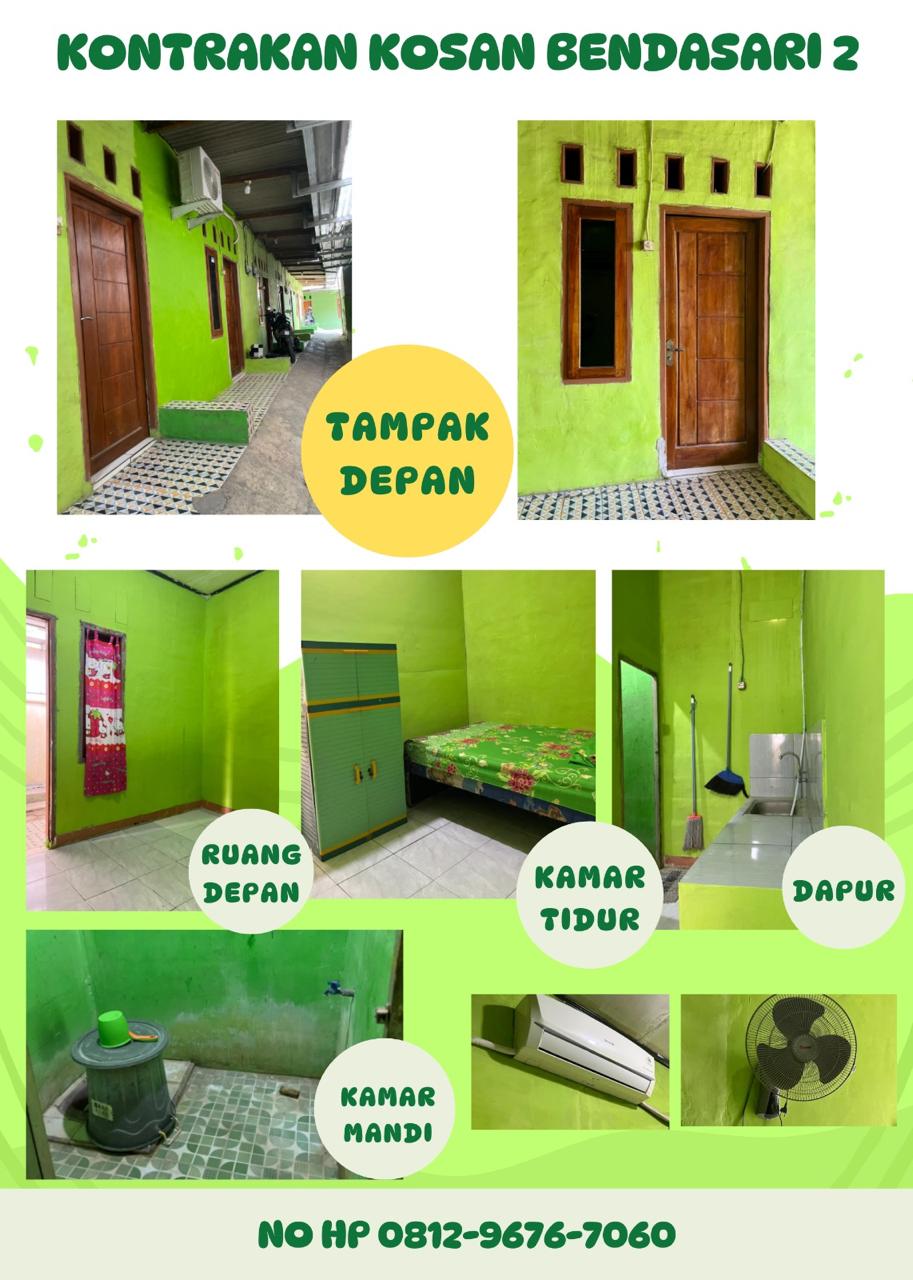 KONTRAKAN KOSAN BENDASARI 2
TAMPAK
DEPAN
RUANG
DEPAN
KAMAR
TIDUR
DAPUR
KAMAR
MANDI
NO HP 0812-9676-7060